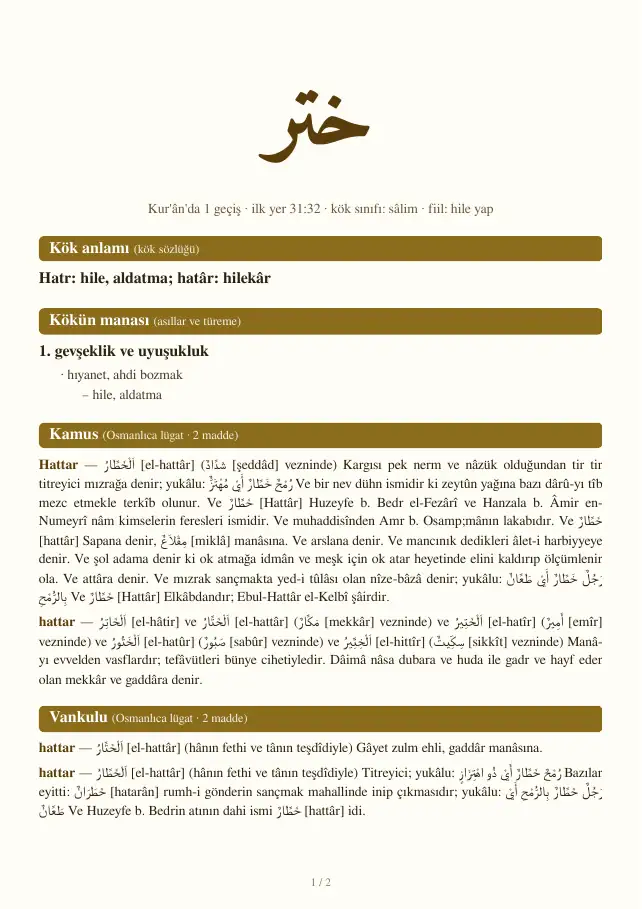 ختر
Kur'ân'da 1 geçiş · ilk yer 31:32 · kök sınıfı: sâlim · fiil: hile yap
Kök anlamı (kök sözlüğü)
Hatr: hile, aldatma; hatâr: hilekâr
Kökün manası (asıllar ve türeme)
1. gevşeklik ve uyuşukluk
· hıyanet, ahdi bozmak
– hile, aldatma
Kamus (Osmanlıca lügat · 2 madde)
Hattar — اَلْخَطَّارُ [el-hattâr] (شَدَّادٌ [şeddâd] vezninde) Kargısı pek nerm ve nâzük olduğundan tir tir
titreyici mızrağa denir; yukâlu: رُمْحٌ خَطَّارٌ أَيْ مُهْتَزٌّ Ve bir nev dühn ismidir ki zeytûn yağına bazı dârû-yı tîb
mezc etmekle terkîb olunur. Ve خَطَّارٌ [Hattâr] Huzeyfe b. Bedr el-Fezârî ve Hanzala b. Âmir en-
Numeyrî nâm kimselerin feresleri ismidir. Ve muhaddisînden Amr b. Osamp;mânın lakabıdır. Ve خَطَّارٌ
[hattâr] Sapana denir, مِقْلَاعٌ [miklâ] manâsına. Ve arslana denir. Ve mancınık dedikleri âlet-i harbiyyeye
denir. Ve şol adama denir ki ok atmağa idmân ve meşk için ok atar heyetinde elini kaldırıp ölçümlenir
ola. Ve attâra denir. Ve mızrak sançmakta yed-i tûlâsı olan nîze-bâzâ denir; yukâlu: رَجُلٌ خَطَّارٌ أَيْ طَعَّانٌ
بِالرُّمْحِ Ve خَطَّارٌ [Hattâr] Elkâbdandır; Ebul-Hattâr el-Kelbî şâirdir.
hattar — اَلْخَاتِرُ [el-hâtir] ve اَلْخَتَّارُ [el-hattâr] (مَكَّارٌ [mekkâr] vezninde) ve اَلْخَتِيرُ [el-hatîr] (أَمِيرٌ [emîr]
vezninde) ve اَلْخَتُورُ [el-hatûr] (صَبُورٌ [sabûr] vezninde) ve اَلْخِتِّيرُ [el-hittîr] (سِكِّيتٌ [sikkît] vezninde) Manâ-
yı evvelden vasflardır; tefâvütleri bünye cihetiyledir. Dâimâ nâsa dubara ve huda ile gadr ve hayf eder
olan mekkâr ve gaddâra denir.
Vankulu (Osmanlıca lügat · 2 madde)
hattar — اَلْخَتَّارُ [el-hattâr] (hânın fethi ve tânın teşdîdiyle) Gâyet zulm ehli, gaddâr manâsına.
hattar — اَلْخَطَّارُ [el-hattâr] (hânın fethi ve tânın teşdîdiyle) Titreyici; yukâlu: رُمْحٌ خَطَّارٌ أَيْ ذُو اهْتِزَازٍ Bazılar
eyitti: خَطَرَانٌ [hatarân] rumh-i gönderin sançmak mahallinde inip çıkmasıdır; yukâlu: رَجُلٌ خَطَّارٌ بِالرُّمْحِ أَيْ
طَعَّانٌ Ve Huzeyfe b. Bedrin atının dahi ismi خَطَّارٌ [hattâr] idi.
1 / 2